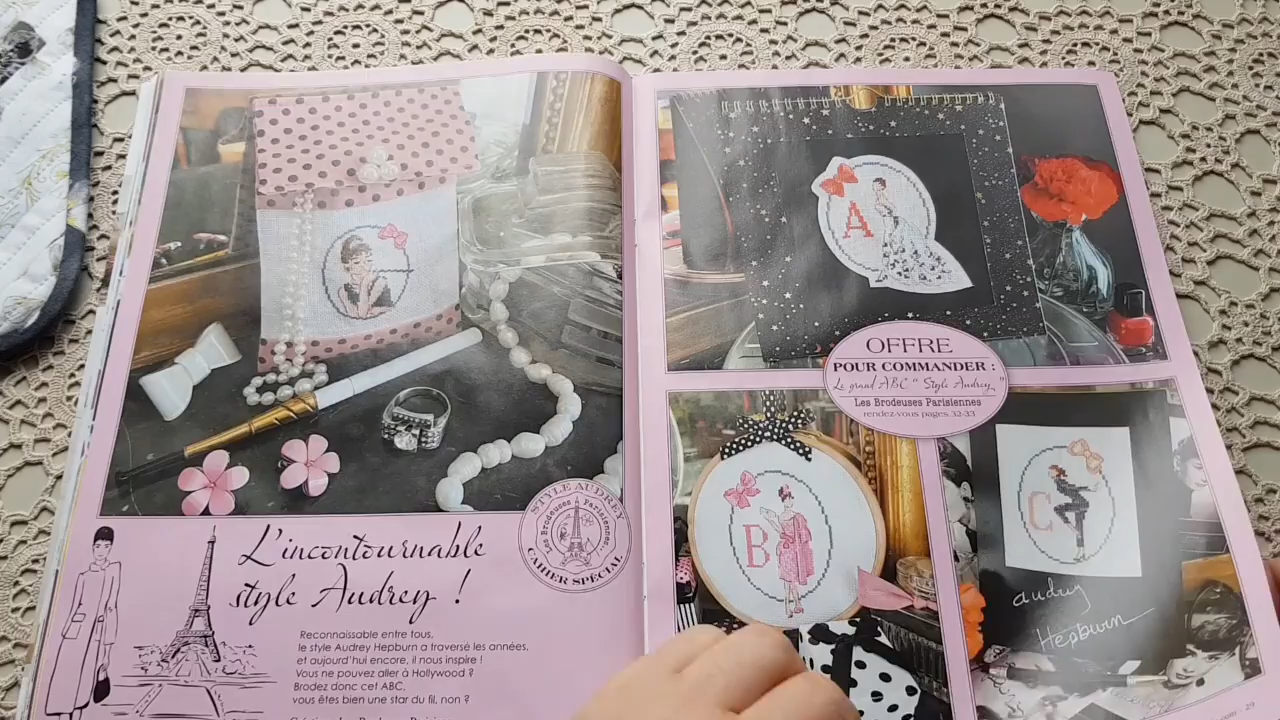 L'incontournable
style Audrey !
Reconnaissable entre tous,
le style Audrey Hepburn a traversé les années,
et aujourd'hui encore, il nous inspire !
Vous ne pouvez aller à Hollywood ?
Brodez donc cet ABC,
vous êtes bien une star du fil, non ?
STYLE AUDREY
Les Brodeuses Parisiennes...
ABC
CAHIER SPÉCIAL
A
OFFRE
POUR COMMANDER :
Le grand ABC " Style Audrey "
Les Brodeuses Parisiennes
rendez-vous pages 32-33
B
C
audrey
Hepburn
29